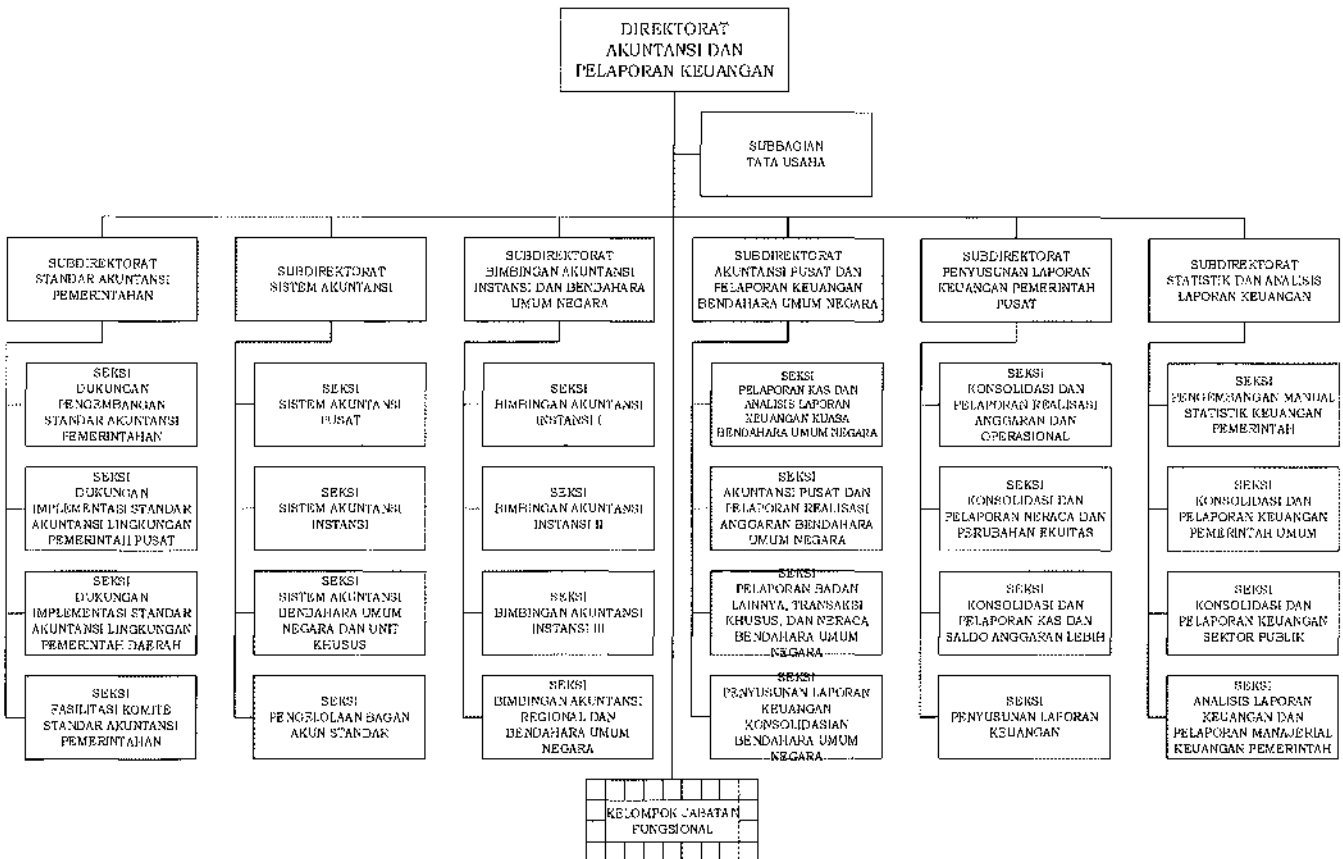 DIREKTORAT
AKUNTANSI DAN
PELAPORAN KEUANGAN
SUBBAGIAN
TATA USAHA
SUBDIREKTORAT
STANDAR AKUNTANSI
PEMERINTAHAN
SUBDIREKTORAT
SISTEM AKUNTANSI
SUBDIREKTORAT
BIMBINGAN AKUNTANSI
INSTANSI DAN BENDAHARA
UMUM NEGARA
SUBDIREKTORAT
AKUNTANSI PUSAT DAN
PELAPORAN KEUANGAN
BENDAHARA UMUM NEGARA
SUBDIREKTORAT
PENYUSUNAN LAPORAN
KEUANGAN PEMERINTAH
PUSAT
SUBDIREKTORAT
STATISTIK DAN ANALISIS
LAPORAN KEUANGAN
SEKSI
DUKUNGAN
PENGEMBANGAN
STANDAR AKUNTANSI
PEMERINTAHAN
SEKSI
SISTEM AKUNTANSI
PUSAT
SEKSI
BIMBINGAN AKUNTANSI
INSTANSI I
SEKSI
PELAPORAN KAS DAN
ANALISIS LAPORAN
KEUANGAN KUASA
BENDAHARA UMUM NEGARA
SEKSI
KONSOLIDASI DAN
PELAPORAN REALISASI
ANGGARAN DAN
OPERASIONAL
SEKSI
PENGEMBANGAN MANUAL
STATISTIK KEUANGAN
PEMERINTAH
SEKSI
DUKUNGAN
IMPLEMENTASI STANDAR
AKUNTANSI LINGKUNGAN
PEMERINTAH PUSAT
SEKSI
SISTEM AKUNTANSI
INSTANSI
SEKSI
BIMBINGAN AKUNTANSI
INSTANSI II
SEKSI
AKUNTANSI PUSAT DAN
PELAPORAN REALISASI
ANGGARAN BENDAHARA
UMUM NEGARA
SEKSI
KONSOLIDASI DAN
PELAPORAN NERACA DAN
PERUBAHAN EKUITAS
SEKSI
KONSOLIDASI DAN
PELAPORAN KEUANGAN
PEMERINTAH UMUM
SEKSI
DUKUNGAN
IMPLEMENTASI STANDAR
AKUNTANSI LINGKUNGAN
PEMERINTAH DAERAH
SEKSI
SISTEM AKUNTANSI
BENDAHARA UMUM
NEGARA DAN UNIT
KHUSUS
SEKSI
BIMBINGAN AKUNTANSI
INSTANSI III
SEKSI
PELAPORAN BADAN
LAINNYA, TRANSAKSI
KHUSUS, DAN NERACA
BENDAHARA UMUM
NEGARA
SEKSI
KONSOLIDASI DAN
PELAPORAN KAS DAN
SALDO ANGGARAN LEBIH
SEKSI
KONSOLIDASI DAN
PELAPORAN KEUANGAN
SEKTOR PUBLIK
SEKSI
FASILITASI KOMITE
STANDAR AKUNTANSI
PEMERINTAHAN
SEKSI
PENGELOLAAN BAGAN
AKUN STANDAR
SEKSI
BIMBINGAN AKUNTANSI
REGIONAL DAN
BENDAHARA UMUM
NEGARA
SEKSI
PENYUSUNAN LAPORAN
KEUANGAN
KONSOLIDASIAN
BENDAHARA UMUM
NEGARA
SEKSI
PENYUSUNAN LAPORAN
KEUANGAN
SEKSI
ANALISIS LAPORAN
KEUANGAN DAN
PELAPORAN MANAJERIAL
KEUANGAN PEMERINTAH
KELOMPOK JABATAN
FUNGSIONAL